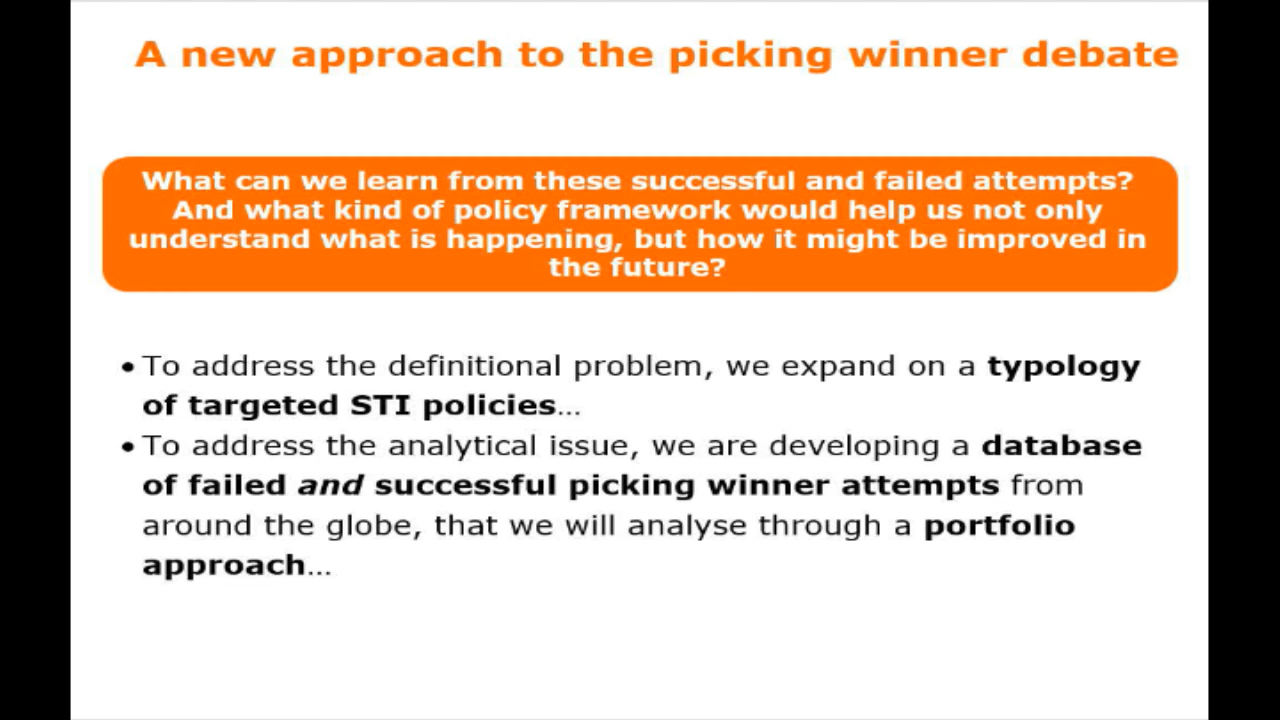 A new approach to the picking winner debate
What can we learn from these successful and failed attempts?
And what kind of policy framework would help us not only
understand what is happening, but how it might be improved in
the future?
•To address the definitional problem, we expand on a typology
of targeted STI policies...
•To address the analytical issue, we are developing a database
of failed and successful picking winner attempts from
around the globe, that we will analyse through a portfolio
approach...